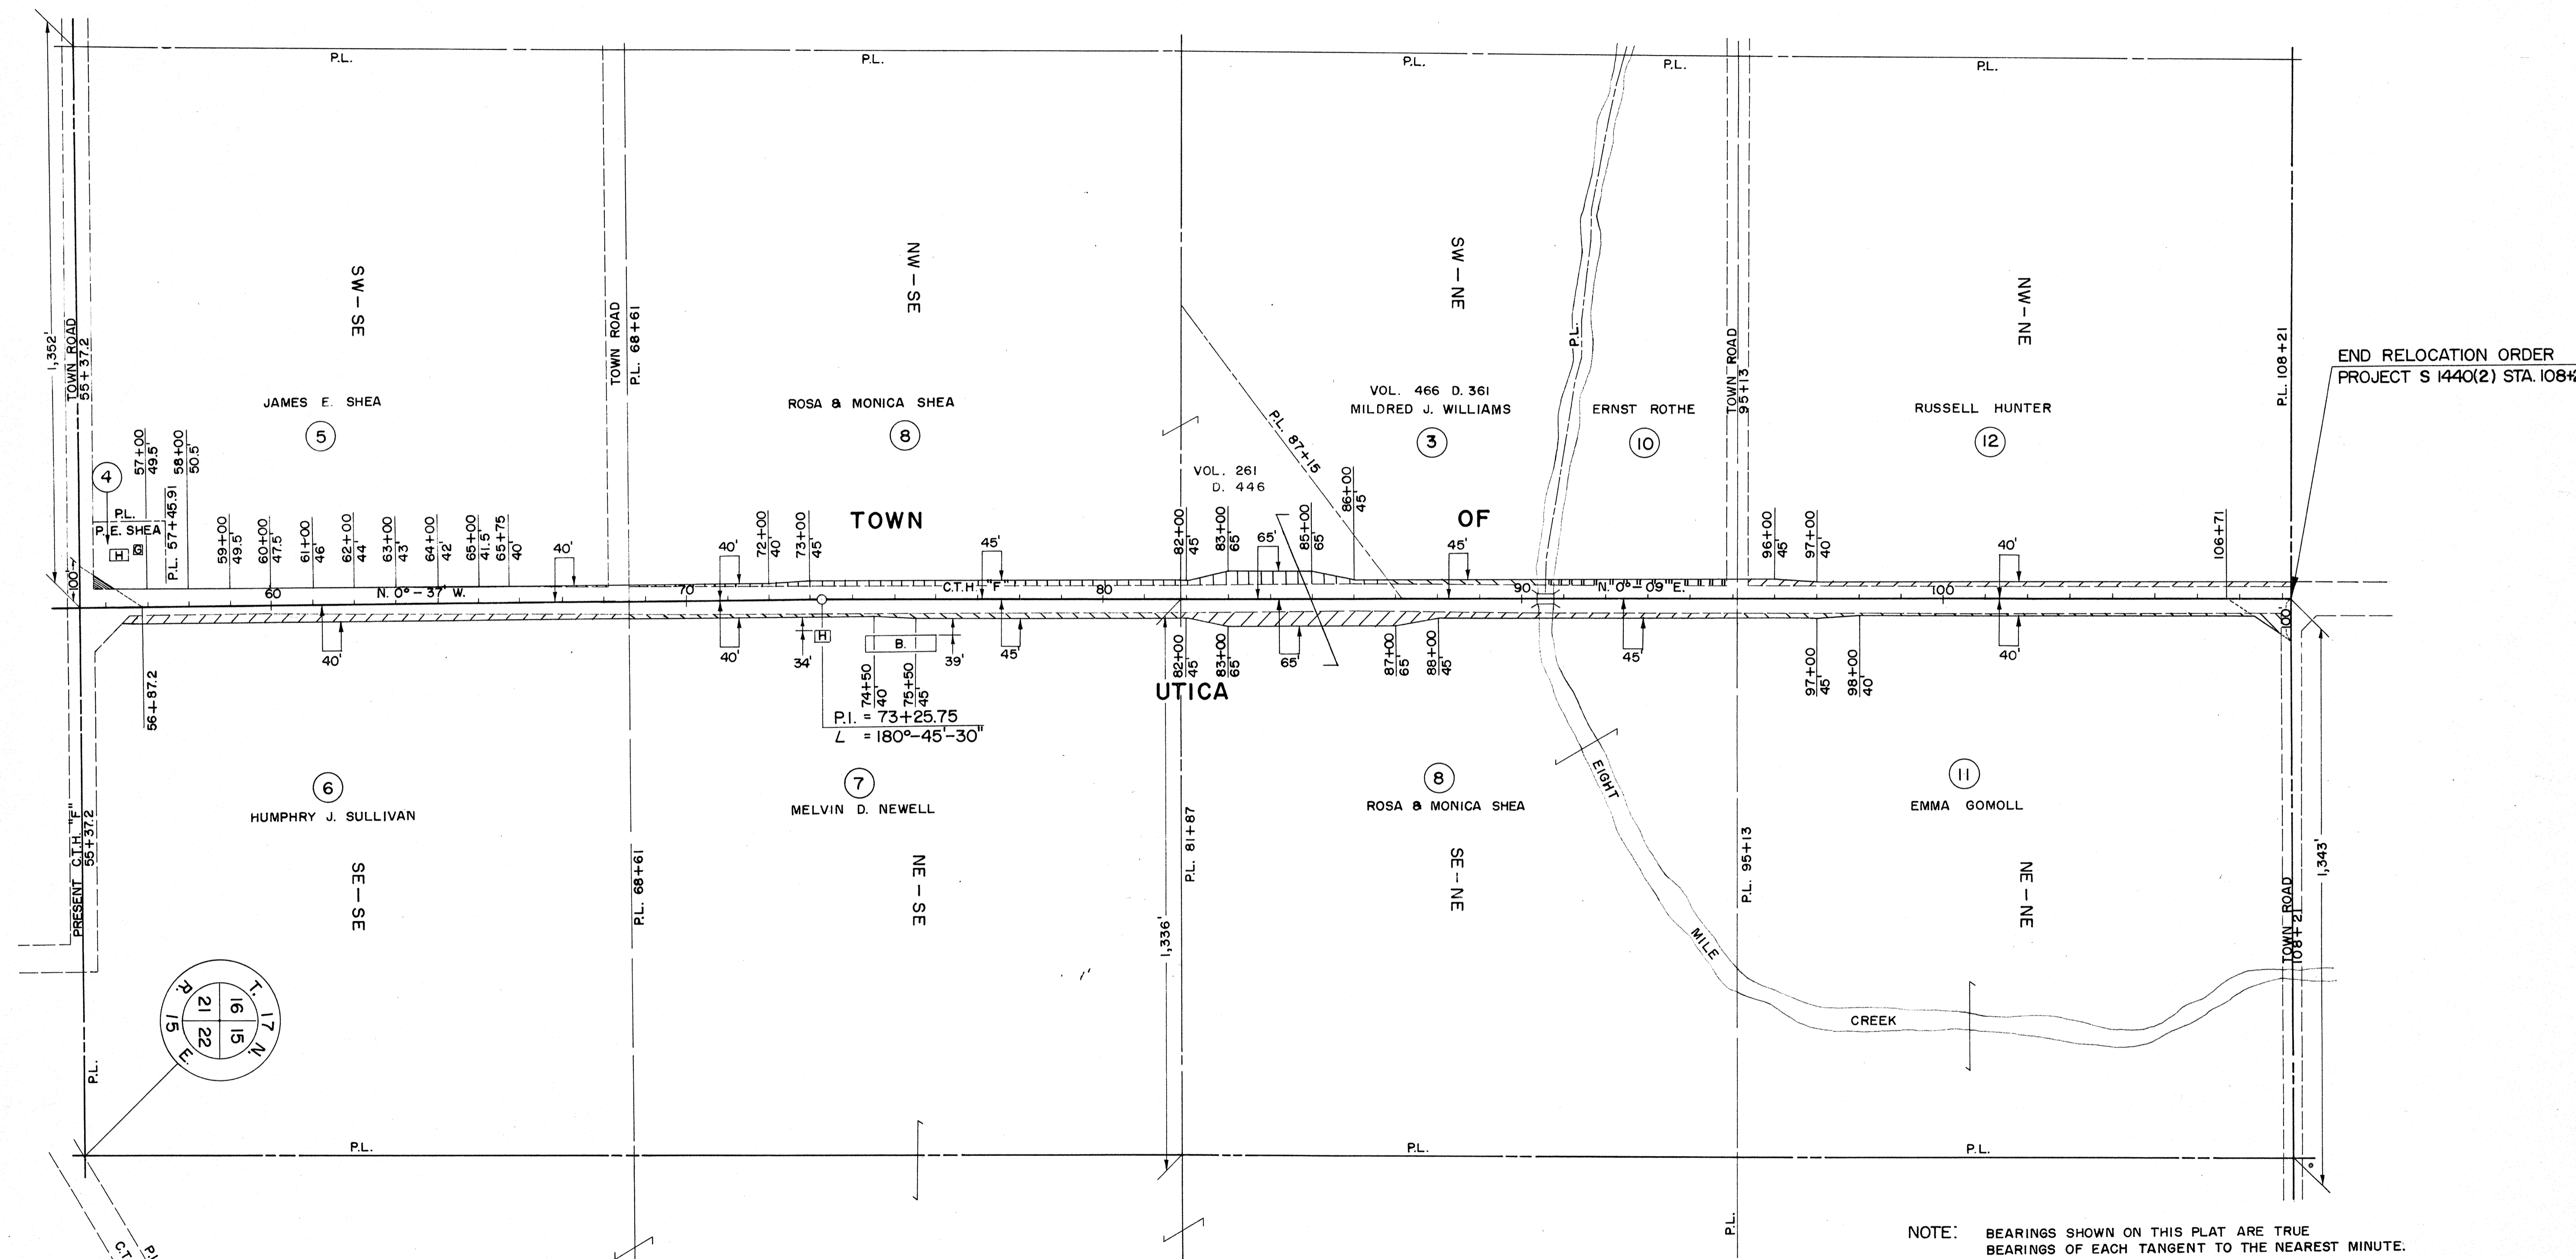 P.L.
P.L.
P.L.
P.L.
P.L.
1,352'
TOWN ROAD
55+37.2
SW-SE
JAMES E. SHEA
5
TOWN ROAD
P.L. 68+61
NW-SE
ROSA & MONICA SHEA
8
SW-NE
VOL. 466 D. 361
MILDRED J. WILLIAMS
3
P.L. 87+15
VOL. 261
D. 446
P.L.
ERNST ROTHE
10
TOWN ROAD
95+13
NW-NE
RUSSELL HUNTER
12
P.L. 108+21
END RELOCATION ORDER
PROJECT S 1440(2) STA. 108+2
4
P.L.
P.E. SHEA
H
G
57+00
49.5'
P.L. 57+45.91
58+00
50.5'
59+00
49.5'
60+00
47.5'
61+00
46'
62+00
44'
63+00
43'
64+00
42'
65+00
41.5'
65+75
40'
40'
40'
72+00
40'
73+00
45'
TOWN
45'
82+00
45'
83+00
65'
65'
85+00
65'
86+00
45'
45'
OF
96+00
45'
97+00
40'
40'
106+71
100'
60
N. 0°-37' W.
70
C.T.H. "F"
80
90
N. 0°-09' E.
100
100'
56+87.2
40'
40'
34'
H
B.
74+50
40'
75+50
45'
39'
45'
P.I. = 73+25.75
L = 180°-45'-30"
82+00
45'
83+00
65'
65'
87+00
65'
88+00
45'
45'
97+00
45'
98+00
40'
40'
UTICA
PRESENT C.T.H. "F"
55+37.2
6
HUMPHRY J. SULLIVAN
SE-SE
P.L. 68+61
7
MELVIN D. NEWELL
NE-SE
1,336'
P.L. 81+87
8
ROSA & MONICA SHEA
SE-NE
EIGHT
MILE
CREEK
P.L. 95+13
11
EMMA GOMOLL
NE-NE
TOWN ROAD
108+21
1,343'
T. 17 N.
R. 15 E.
16 15
21 22
P.L.
P.L.
P.L.
P.L.
P.L.
C.T
P.
NOTE: BEARINGS SHOWN ON THIS PLAT ARE TRUE
BEARINGS OF EACH TANGENT TO THE NEAREST MINUTE.